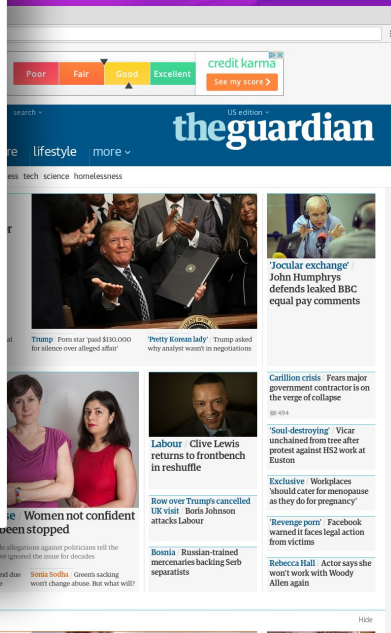 Poor
Fair
Good
Excellent
credit karma
See my score
search
US edition
theguardian
re
lifestyle
more
ess tech science homelessness
r
'Jocular exchange' /
John Humphrys
defends leaked BBC
equal pay comments
al
Trump / Porn star 'paid $130,000
for silence over alleged affair'
'Pretty Korean lady' / Trump asked
why analyst wasn't in negotiations
Carillion crisis / Fears major
government contractor is on
the verge of collapse
494
'Soul-destroying' / Vicar
unchained from tree after
protest against HS2 work at
Euston
Labour / Clive Lewis
returns to frontbench
in reshuffle
Exclusive / Workplaces
'should cater for menopause
as they do for pregnancy'
Row over Trump's cancelled
UK visit / Boris Johnson
attacks Labour
se / Women not confident
been stopped
'Revenge porn' / Facebook
warned it faces legal action
from victims
le allegations against politicians tell the
ve ignored the issue for decades
Bosnia / Russian-trained
mercenaries backing Serb
separatists
Rebecca Hall / Actor says she
won't work with Woody
Allen again
nd due
e
Sonia Sodha / Green's sacking
won't change abuse. But what will?
Hide